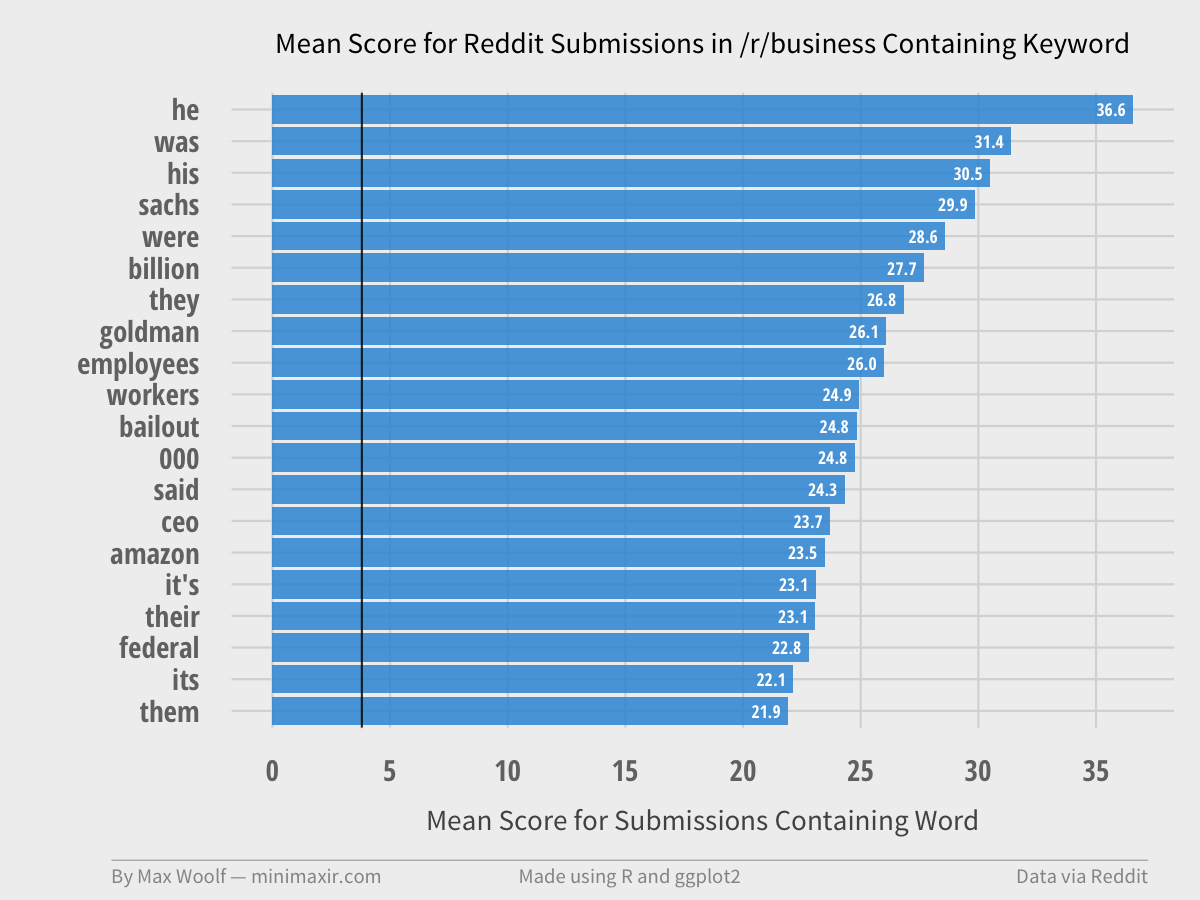 Mean Score for Reddit Submissions in /r/business Containing Keyword
he 36.6
was 31.4
his 30.5
sachs 29.9
were 28.6
billion 27.7
they 26.8
goldman 26.1
employees 26.0
workers 24.9
bailout 24.8
000 24.8
said 24.3
ceo 23.7
amazon 23.5
it's 23.1
their 23.1
federal 22.8
its 22.1
them 21.9
0 5 10 15 20 25 30 35
Mean Score for Submissions Containing Word
By Max Woolf — minimaxir.com Made using R and ggplot2 Data via Reddit